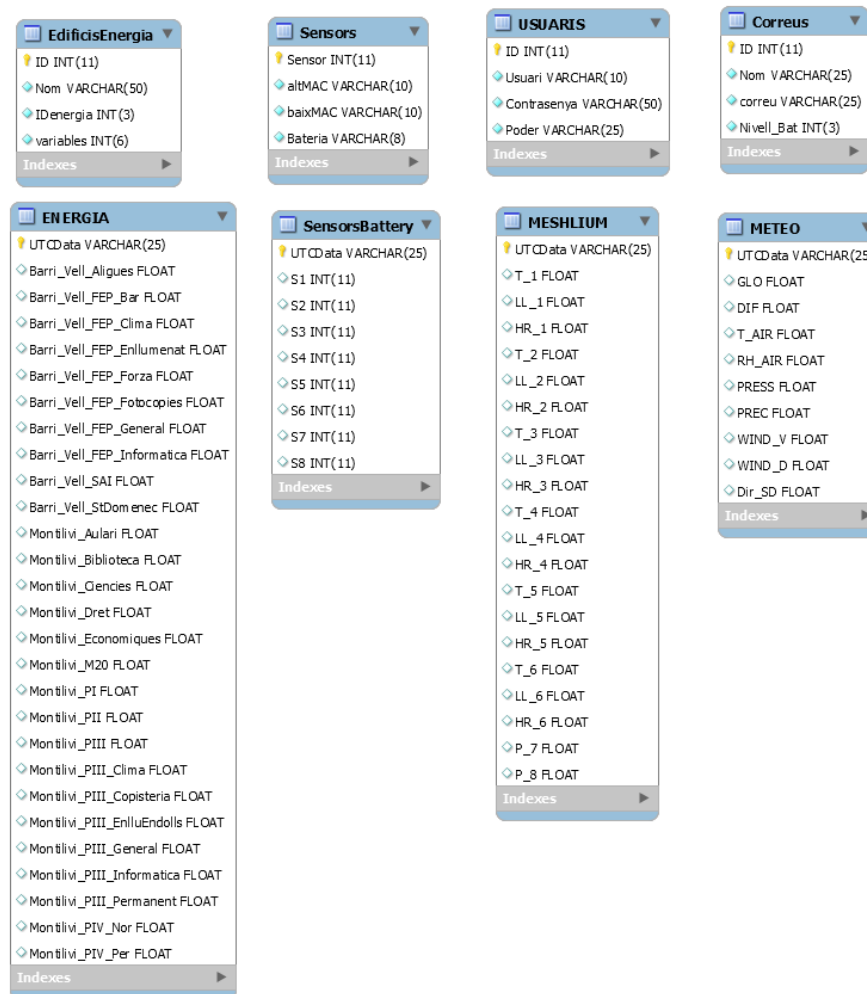 EdificisEnergia
ID INT(11)
Nom VARCHAR(50)
IDenergia INT(3)
variables INT(6)
Indexes
Sensors
Sensor INT(11)
altMAC VARCHAR(10)
baixMAC VARCHAR(10)
Bateria VARCHAR(8)
Indexes
USUARIS
ID INT(11)
Usuari VARCHAR(10)
Contrasenya VARCHAR(50)
Poder VARCHAR(25)
Indexes
Correus
ID INT(11)
Nom VARCHAR(25)
correu VARCHAR(25)
Nivell_Bat INT(3)
Indexes
ENERGIA
UTCData VARCHAR(25)
Barri_Vell_Aligues FLOAT
Barri_Vell_FEP_Bar FLOAT
Barri_Vell_FEP_Clima FLOAT
Barri_Vell_FEP_Enllumenat FLOAT
Barri_Vell_FEP_Forza FLOAT
Barri_Vell_FEP_Fotocopies FLOAT
Barri_Vell_FEP_General FLOAT
Barri_Vell_FEP_Informatica FLOAT
Barri_Vell_SAI FLOAT
Barri_Vell_StDomenec FLOAT
Montilivi_Aulari FLOAT
Montilivi_Biblioteca FLOAT
Montilivi_Ciencies FLOAT
Montilivi_Dret FLOAT
Montilivi_Economiques FLOAT
Montilivi_M20 FLOAT
Montilivi_PI FLOAT
Montilivi_PII FLOAT
Montilivi_PIII FLOAT
Montilivi_PIII_Clima FLOAT
Montilivi_PIII_Copisteria FLOAT
Montilivi_PIII_EnlluEndolls FLOAT
Montilivi_PIII_General FLOAT
Montilivi_PIII_Informatica FLOAT
Montilivi_PIII_Permanent FLOAT
Montilivi_PIV_Nor FLOAT
Montilivi_PIV_Per FLOAT
Indexes
SensorsBattery
UTCData VARCHAR(25)
S1 INT(11)
S2 INT(11)
S3 INT(11)
S4 INT(11)
S5 INT(11)
S6 INT(11)
S7 INT(11)
S8 INT(11)
Indexes
MESHLIUM
UTCData VARCHAR(25)
T_1 FLOAT
LL_1 FLOAT
HR_1 FLOAT
T_2 FLOAT
LL_2 FLOAT
HR_2 FLOAT
T_3 FLOAT
LL_3 FLOAT
HR_3 FLOAT
T_4 FLOAT
LL_4 FLOAT
HR_4 FLOAT
T_5 FLOAT
LL_5 FLOAT
HR_5 FLOAT
T_6 FLOAT
LL_6 FLOAT
HR_6 FLOAT
P_7 FLOAT
P_8 FLOAT
Indexes
METEO
UTCData VARCHAR(25
GLO FLOAT
DIF FLOAT
T_AIR FLOAT
RH_AIR FLOAT
PRESS FLOAT
PREC FLOAT
WIND_V FLOAT
WIND_D FLOAT
Dir_SD FLOAT
Indexes